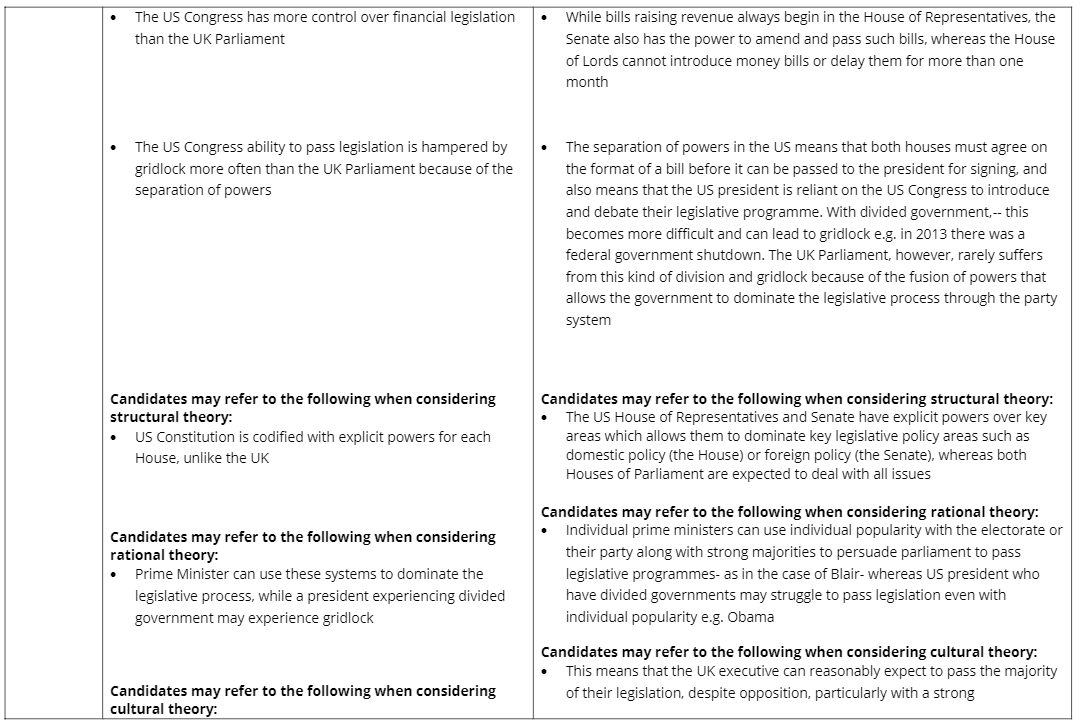 • The US Congress has more control over financial legislation
than the UK Parliament
• The US Congress ability to pass legislation is hampered by
gridlock more often than the UK Parliament because of the
separation of powers
Candidates may refer to the following when considering
structural theory:
• US Constitution is codified with explicit powers for each
House, unlike the UK
Candidates may refer to the following when considering
rational theory:
• Prime Minister can use these systems to dominate the
legislative process, while a president experiencing divided
government may experience gridlock
Candidates may refer to the following when considering
cultural theory:
• While bills raising revenue always begin in the House of Representatives, the
Senate also has the power to amend and pass such bills, whereas the House
of Lords cannot introduce money bills or delay them for more than one
month
• The separation of powers in the US means that both houses must agree on
the format of a bill before it can be passed to the president for signing, and
also means that the US president is reliant on the US Congress to introduce
and debate their legislative programme. With divided government,-- this
becomes more difficult and can lead to gridlock e.g. in 2013 there was a
federal government shutdown. The UK Parliament, however, rarely suffers
from this kind of division and gridlock because of the fusion of powers that
allows the government to dominate the legislative process through the party
system
Candidates may refer to the following when considering structural theory:
• The US House of Representatives and Senate have explicit powers over key
areas which allows them to dominate key legislative policy areas such as
domestic policy (the House) or foreign policy (the Senate), whereas both
Houses of Parliament are expected to deal with all issues
Candidates may refer to the following when considering rational theory:
• Individual prime ministers can use individual popularity with the electorate or
their party along with strong majorities to persuade parliament to pass
legislative programmes- as in the case of Blair- whereas US president who
have divided governments may struggle to pass legislation even with
individual popularity e.g. Obama
Candidates may refer to the following when considering cultural theory:
• This means that the UK executive can reasonably expect to pass the majority
of their legislation, despite opposition, particularly with a strong